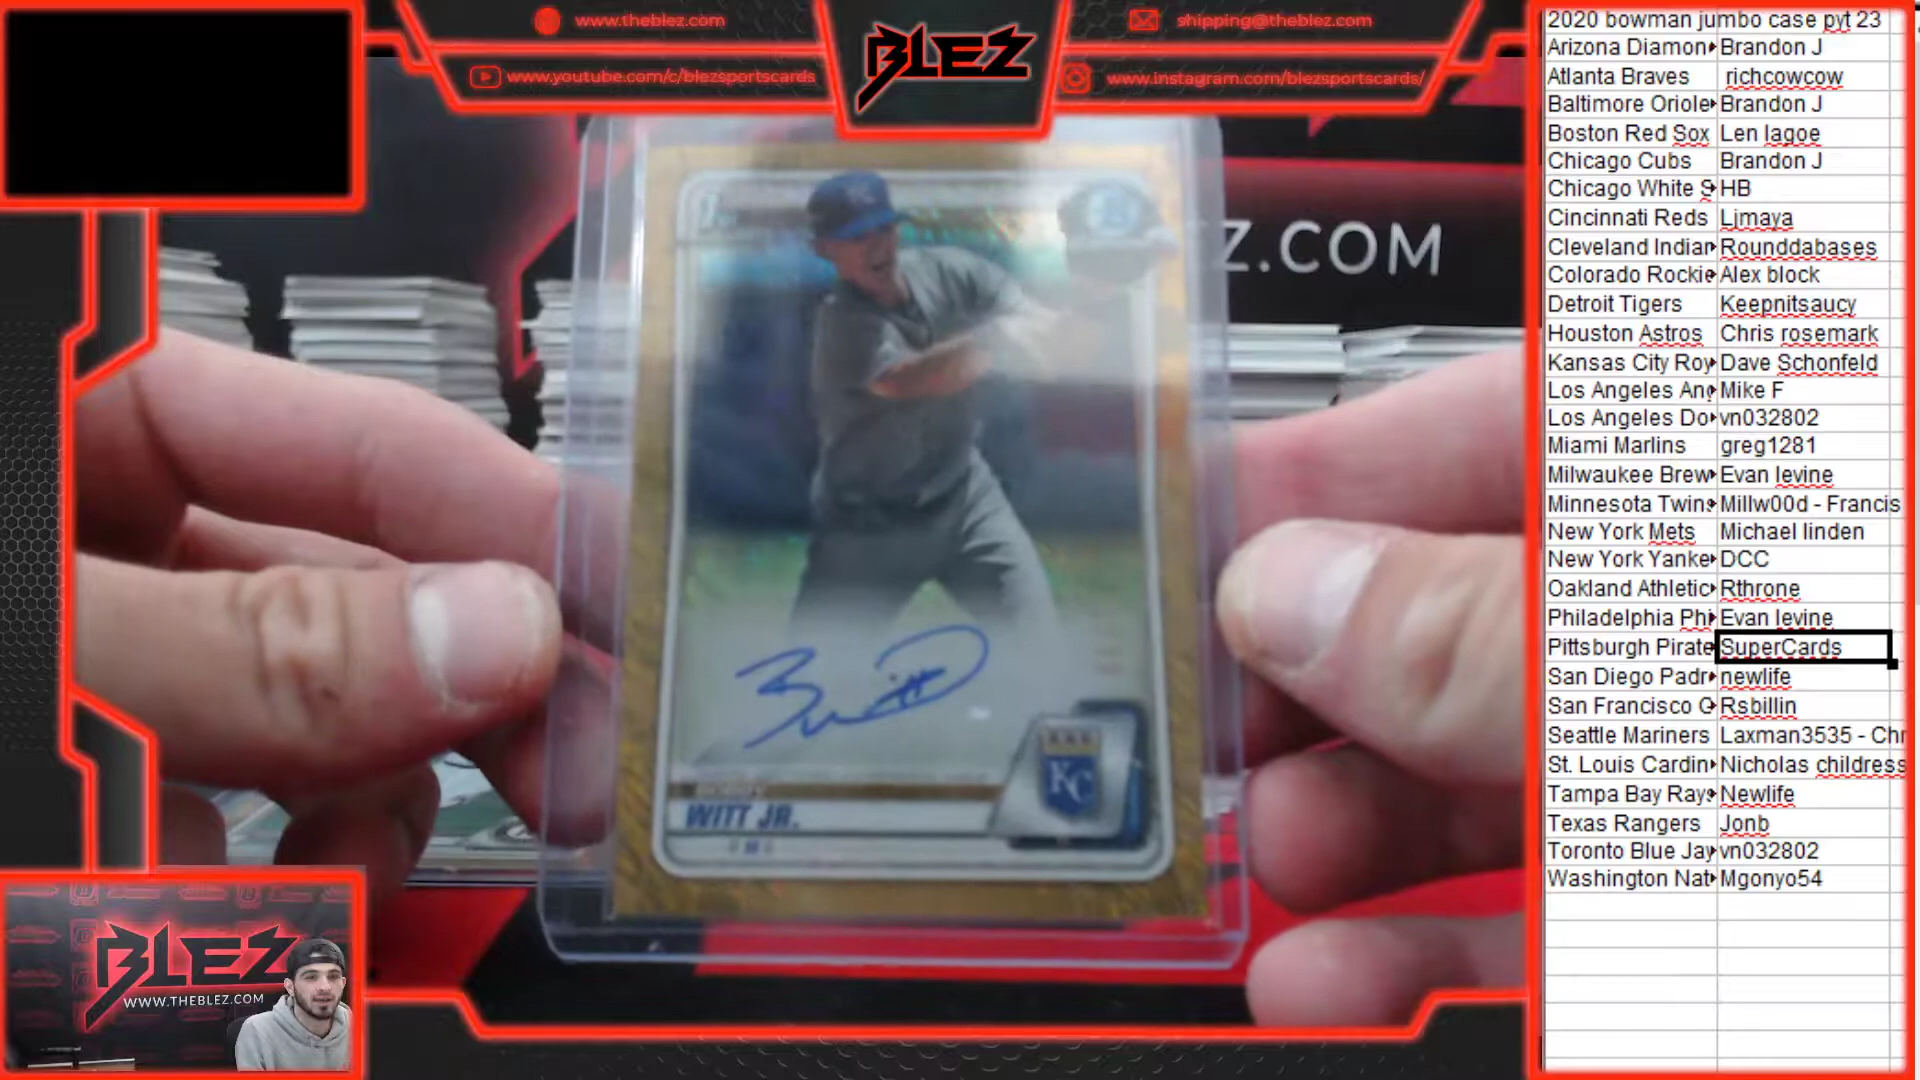 www.theblez.com
BLEZ
shipping@theblez.com
www.youtube.com/c/blezsportscards
www.instagram.com/blezsportscards/
2020 bowman jumbo case pyt 23
Arizona Diamon Brandon J
Atlanta Braves richcowcow
Baltimore Oriole Brandon J
Boston Red Sox Len lagoe
Chicago Cubs Brandon J
Chicago White S HB
Cincinnati Reds Ljmaya
Cleveland Indian Rounddabases
Colorado Rockie Alex block
Detroit Tigers Keepnitsaucy
Houston Astros Chris rosemark
Kansas City Roy Dave Schonfeld
Los Angeles Ang Mike F
Los Angeles Do vn032802
Miami Marlins greg1281
Milwaukee Brew Evan levine
Minnesota Twins Millw00d - Francis
New York Mets Michael linden
New York Yanke DCC
Oakland Athletic Rthrone
Philadelphia Phi Evan levine
Pittsburgh Pirate SuperCards
San Diego Padr newlife
San Francisco G Rsbillin
Seattle Mariners Laxman3535 - Chr
St. Louis Cardin Nicholas childress
Tampa Bay Rays Newlife
Texas Rangers Jonb
Toronto Blue Jay vn032802
Washington Nat Mgonyo54
Z.COM
KC
BOBBY
WITT JR.
KC
BLEZ
WWW.THEBLEZ.COM